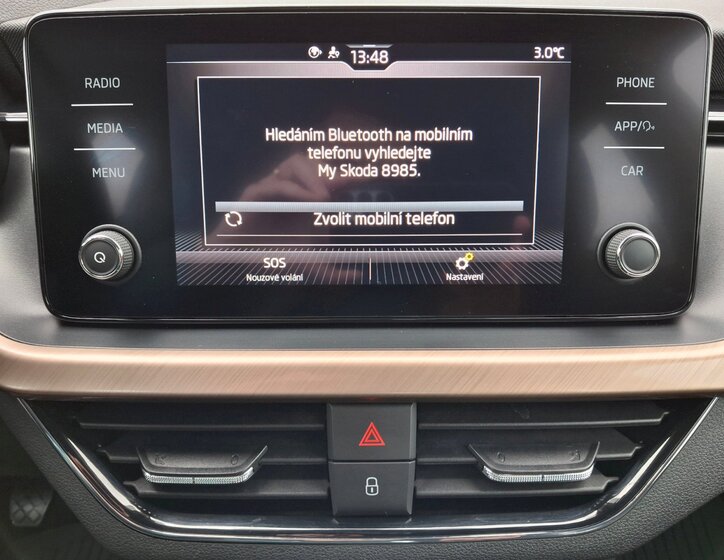 13:48
3.0°C
RADIO
MEDIA
MENU
Hledáním Bluetooth na mobilním
telefonu vyhledejte
My Skoda 8985.
Zvolit mobilní telefon
SOS
Nouzové volání
Nastavení
PHONE
APP/
CAR